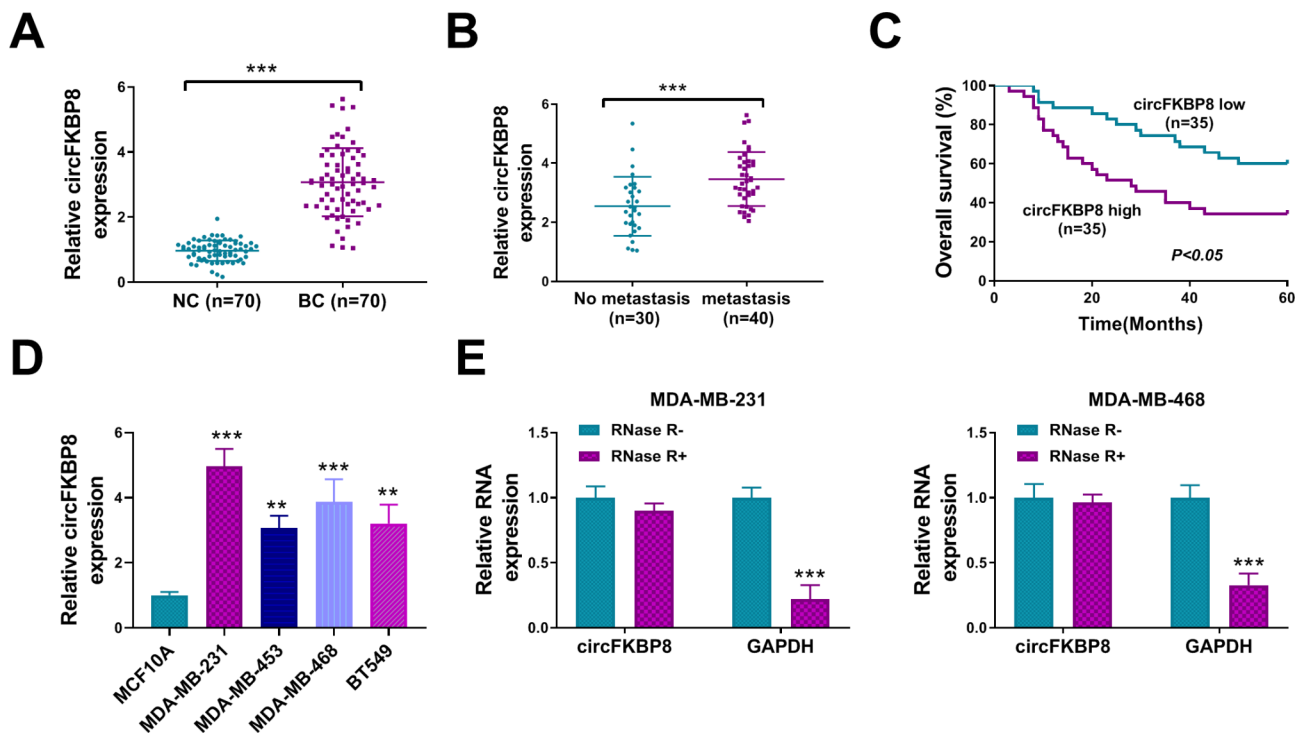 A
Relative circFKBP8
expression
6
4
2
0
***
NC (n=70)
BC (n=70)
B
Relative circFKBP8
expression
6
4
2
0
***
No metastasis
(n=30)
metastasis
(n=40)
C
Overall survival (%)
100
80
60
40
20
0
circFKBP8 low
(n=35)
circFKBP8 high
(n=35)
P<0.05
0
20
40
60
Time(Months)
D
Relative circFKBP8
expression
6
4
2
0
***
**
***
**
MCF10A
MDA-MB-231
MDA-MB-453
MDA-MB-468
BT549
E
MDA-MB-231
Relative RNA
expression
1.5
1.0
0.5
0.0
RNase R-
RNase R+
***
circFKBP8
GAPDH
MDA-MB-468
Relative RNA
expression
1.5
1.0
0.5
0.0
RNase R-
RNase R+
***
circFKBP8
GAPDH